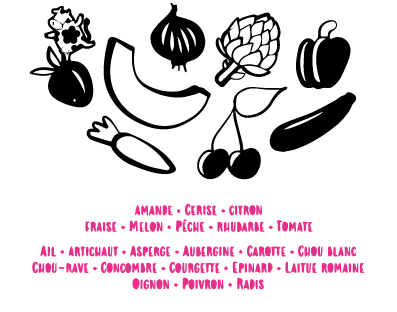 AMANDE • CERISE • CITRON
FRAISE • MELON • PÊCHE • RHUBARBE • TOMATE
AIL • ARTICHAUT • ASPERGE • AUBERGINE • CAROTTE • CHOU BLANC
CHOU-RAVE • CONCOMBRE • COURGETTE • EPINARD • LAITUE ROMAINE
OIGNON • POIVRON • RADIS